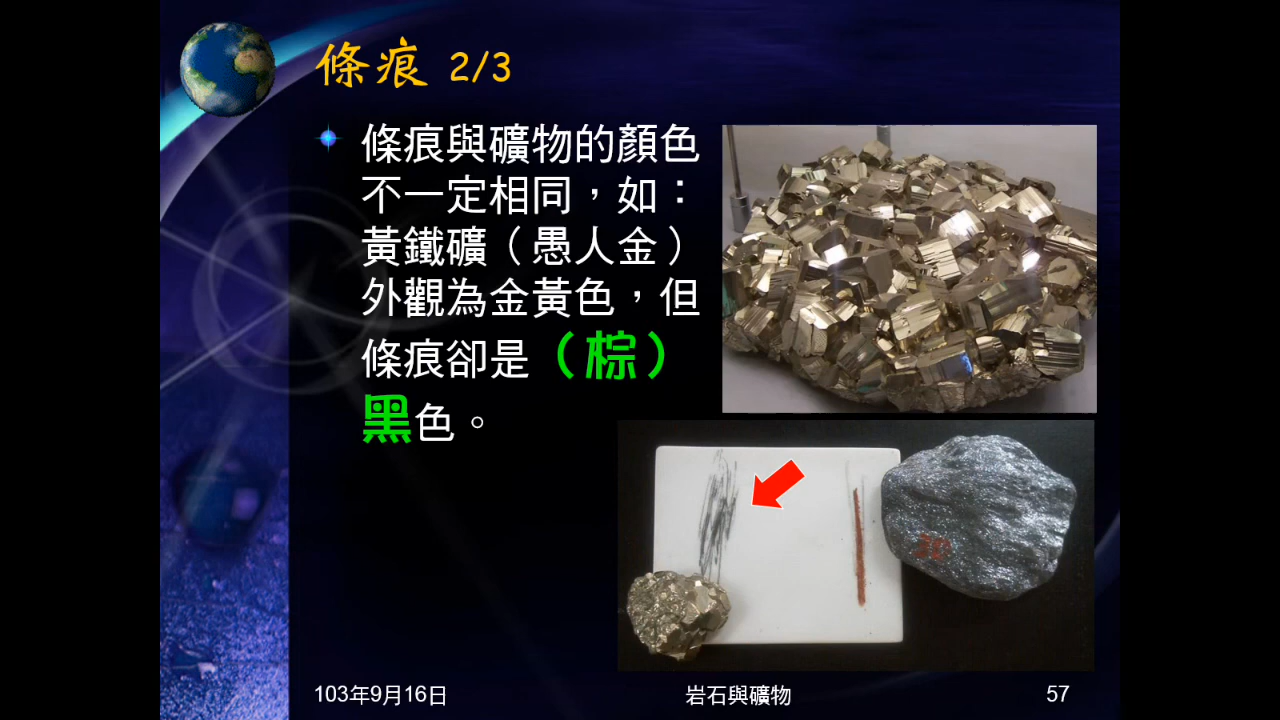 條痕 2/3
條痕與礦物的顏色
不一定相同，如：
黃鐵礦（愚人金）
外觀為金黃色，但
條痕卻是（棕）
黑色。
30
103年9月16日
岩石與礦物
57